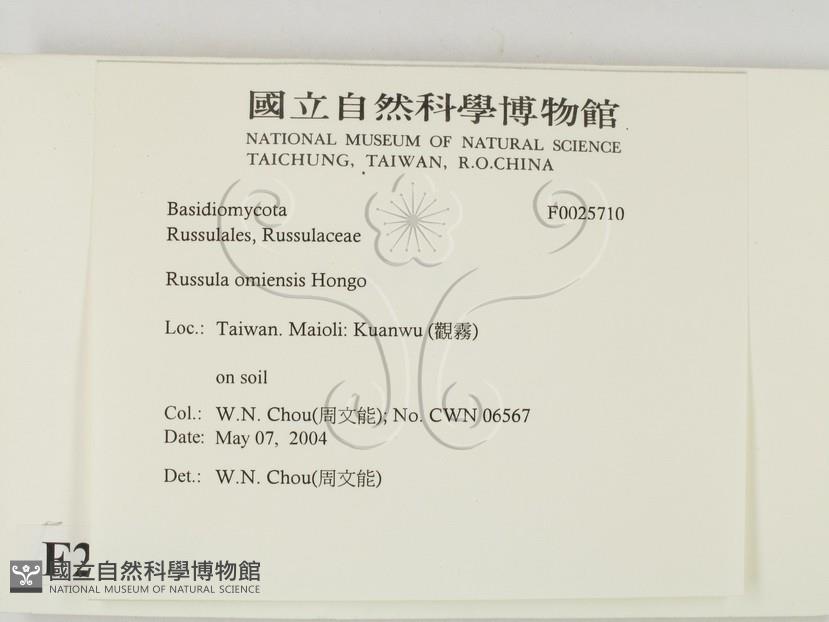 國立自然科學博物館
NATIONAL MUSEUM OF NATURAL SCIENCE
TAICHUNG, TAIWAN, R.O.CHINA
Basidiomycota F0025710
Russulales, Russulaceae
Russula omiensis Hongo
Loc.: Taiwan. Maioli: Kuanwu (觀霧)
on soil
Col.: W.N. Chou(周文能); No. CWN 06567
Date: May 07, 2004
Det.: W.N. Chou(周文能)
國立自然科學博物館
NATIONAL MUSEUM OF NATURAL SCIENCE